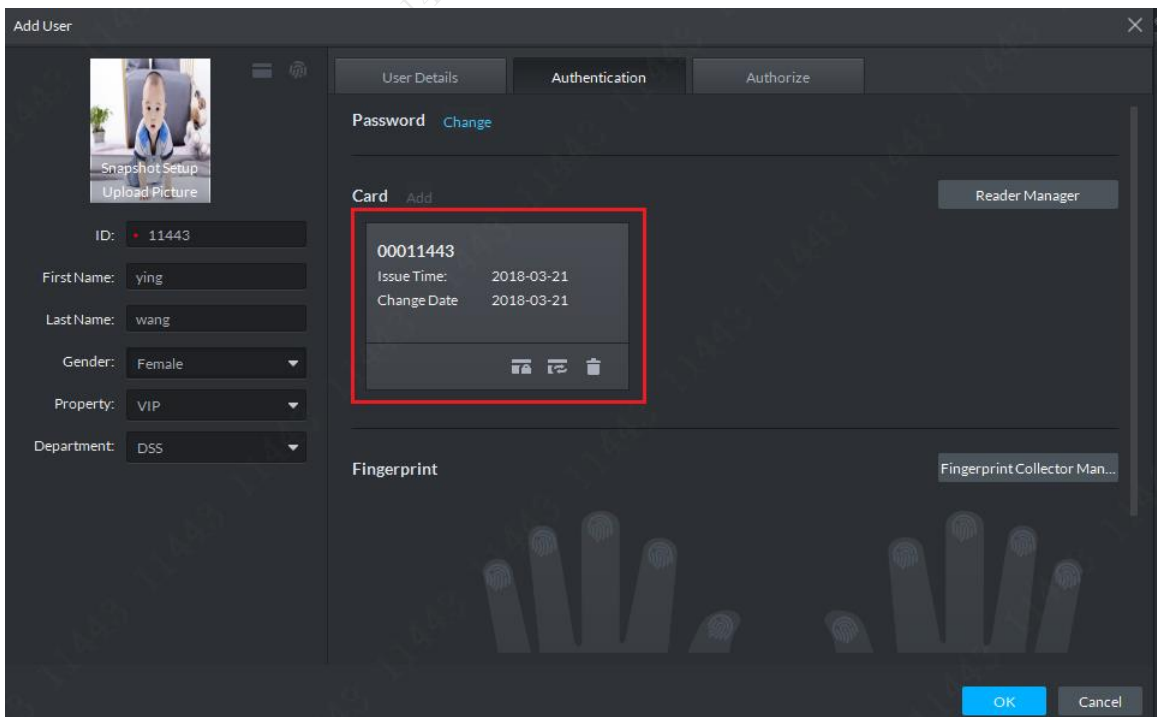 Add User
User Details
Authentication
Authorize
Snapshot Setup
Upload Picture
ID: • 11443
First Name: ying
Last Name: wang
Gender: Female
Property: VIP
Department: DSS
Password Change
Card Add
Reader Manager
00011443
Issue Time: 2018-03-21
Change Date 2018-03-21
Fingerprint
Fingerprint Collector Man...
OK
Cancel